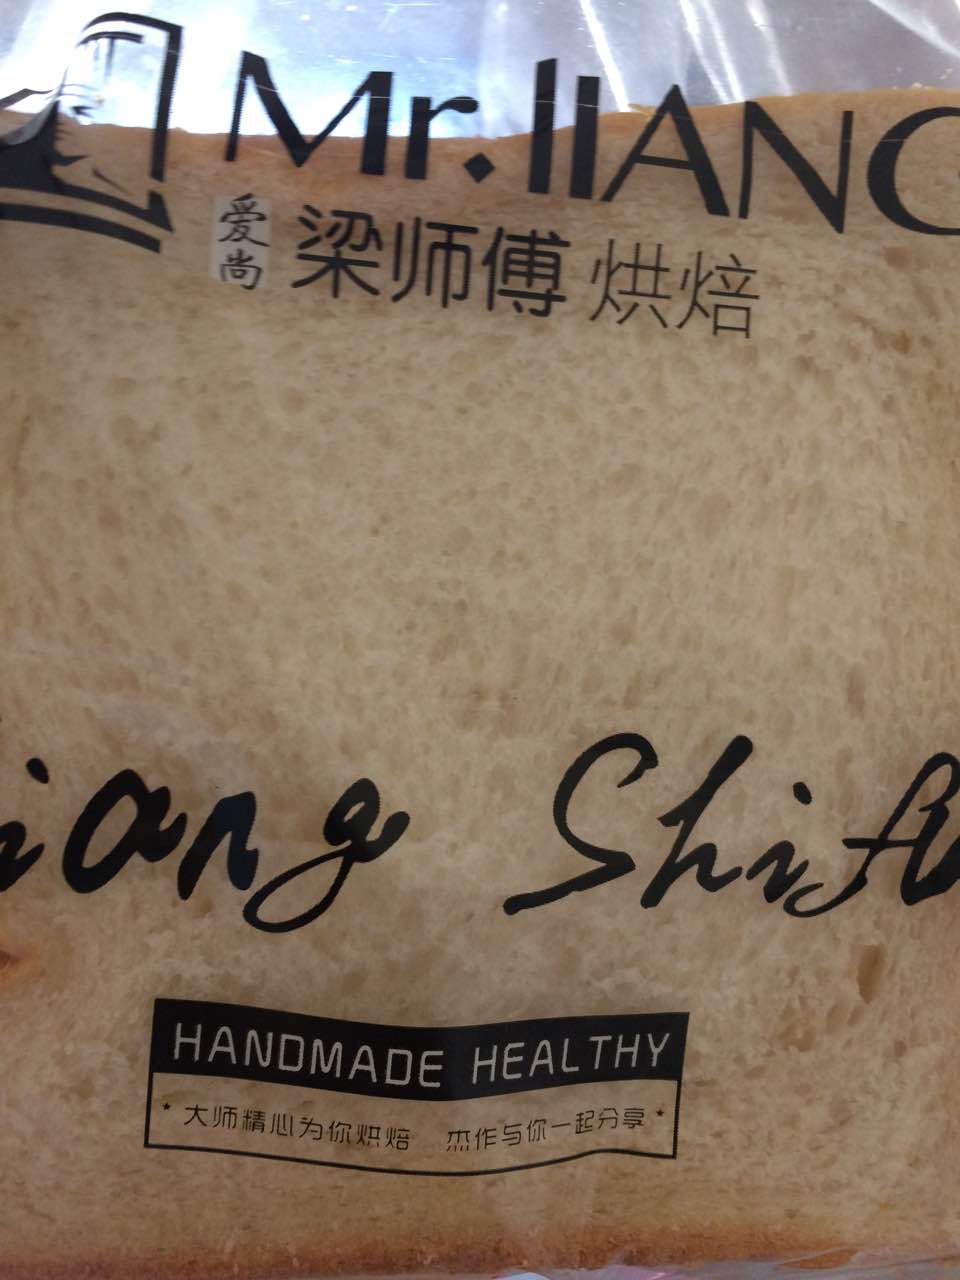 Mr.lIANG
爱尚
梁师傅烘焙
iang Shifu
HANDMADE HEALTHY
*大师精心为你烘焙 杰作与你一起分享*